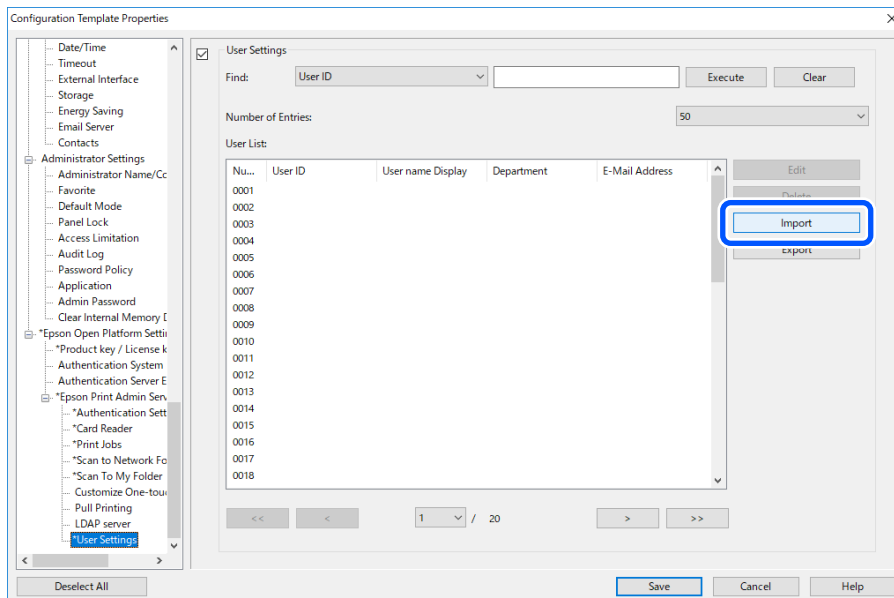 Configuration Template Properties
Date/Time
Timeout
External Interface
Storage
Energy Saving
Email Server
Contacts
Administrator Settings
Administrator Name/Co
Favorite
Default Mode
Panel Lock
Access Limitation
Audit Log
Password Policy
Application
Admin Password
Clear Internal Memory D
*Epson Open Platform Settin
*Product key / License k
Authentication System
Authentication Server E
*Epson Print Admin Serv
*Authentication Sett
*Card Reader
*Print Jobs
*Scan to Network Fo
*Scan To My Folder
Customize One-touc
Pull Printing
LDAP server
*User Settings
User Settings
Find: User ID Execute Clear
Number of Entries: 50
User List:
Nu... User ID User name Display Department E-Mail Address
0001
0002
0003
0004
0005
0006
0007
0008
0009
0010
0011
0012
0013
0014
0015
0016
0017
0018
Edit
Delete
Import
Export
<< < 1 / 20 > >>
Deselect All Save Cancel Help